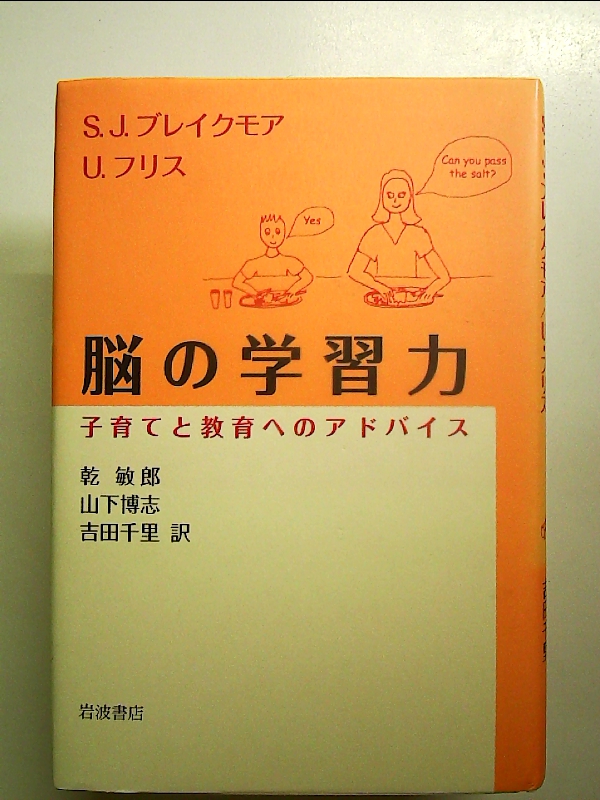 S.J.ブレイクモア
U.フリス
Can you pass
the salt?
Yes
脳の学習力
子育てと教育へのアドバイス
乾 敏郎
山下博志
吉田千里 訳
岩波書店